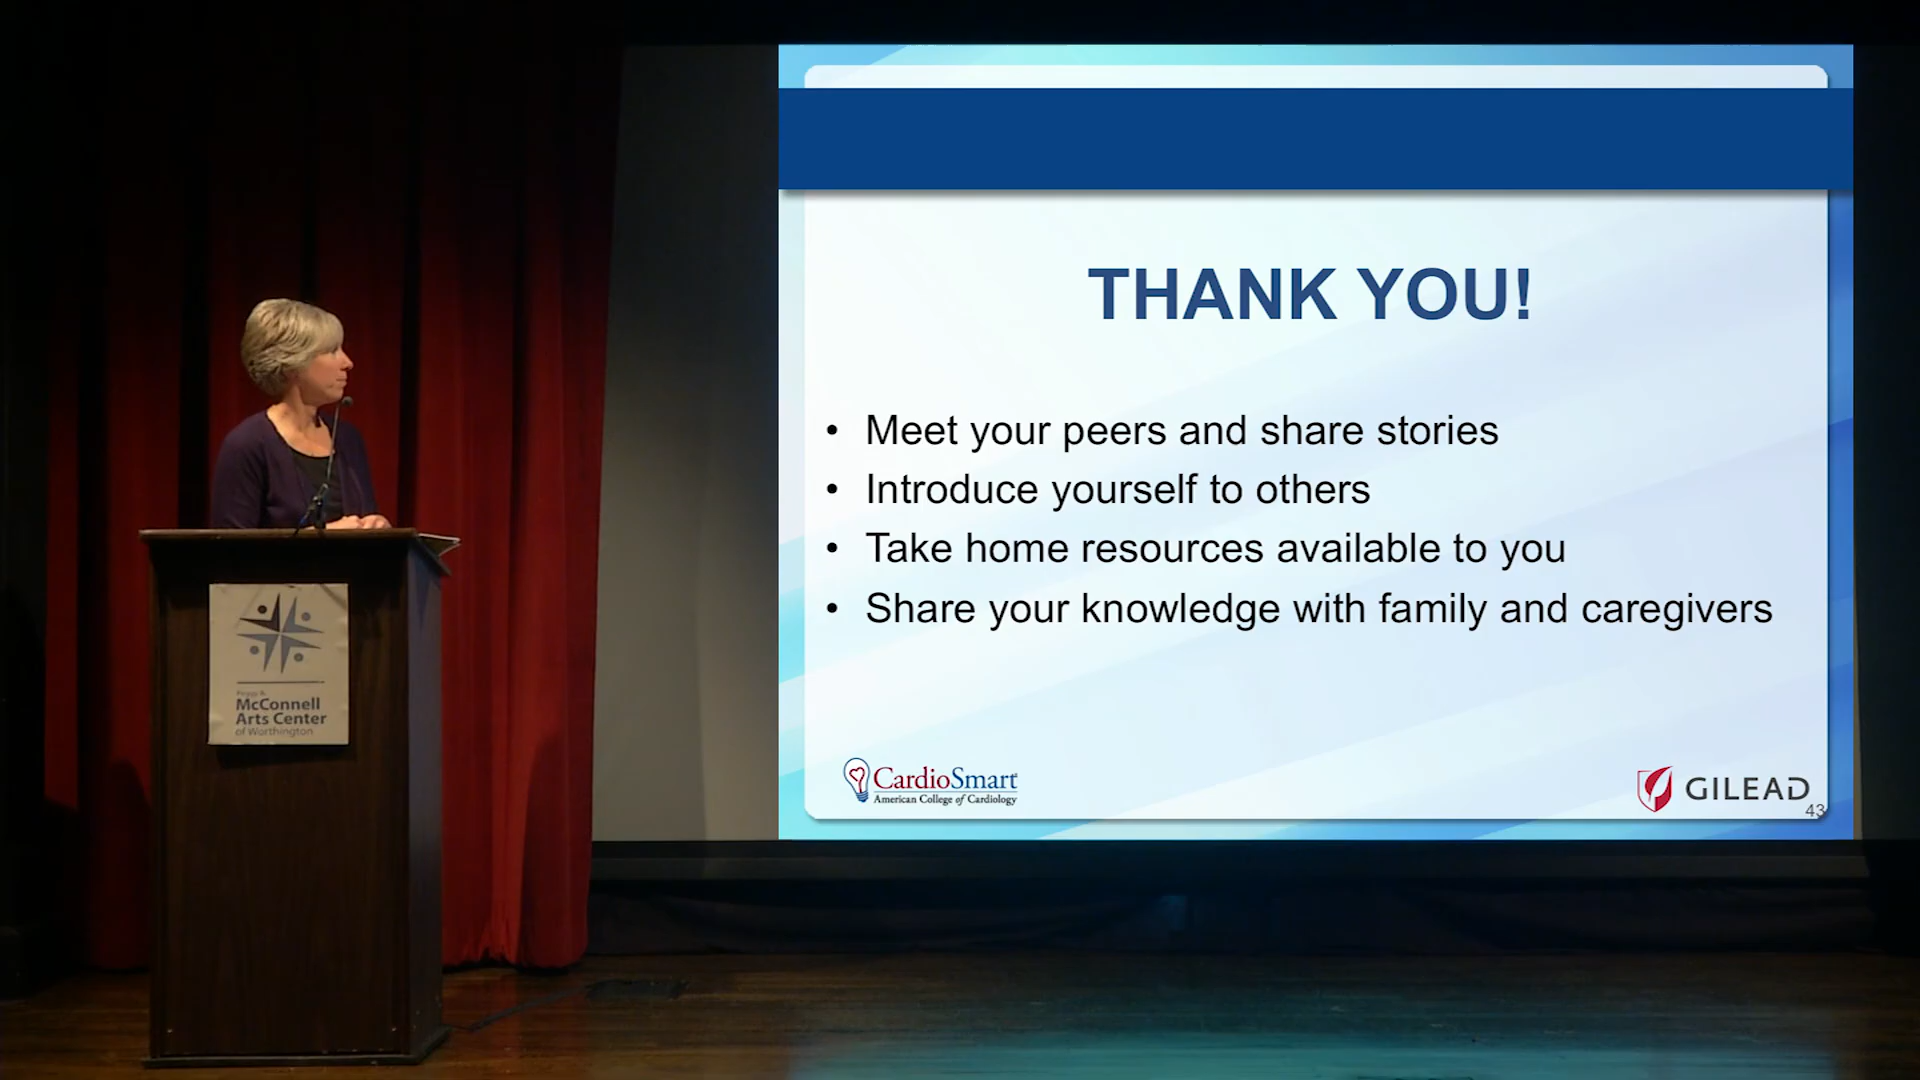 THANK YOU!
• Meet your peers and share stories
• Introduce yourself to others
• Take home resources available to you
• Share your knowledge with family and caregivers
CardioSmart
American College of Cardiology
GILEAD
43
Peggy R.
McConnell
Arts Center
of Worthington